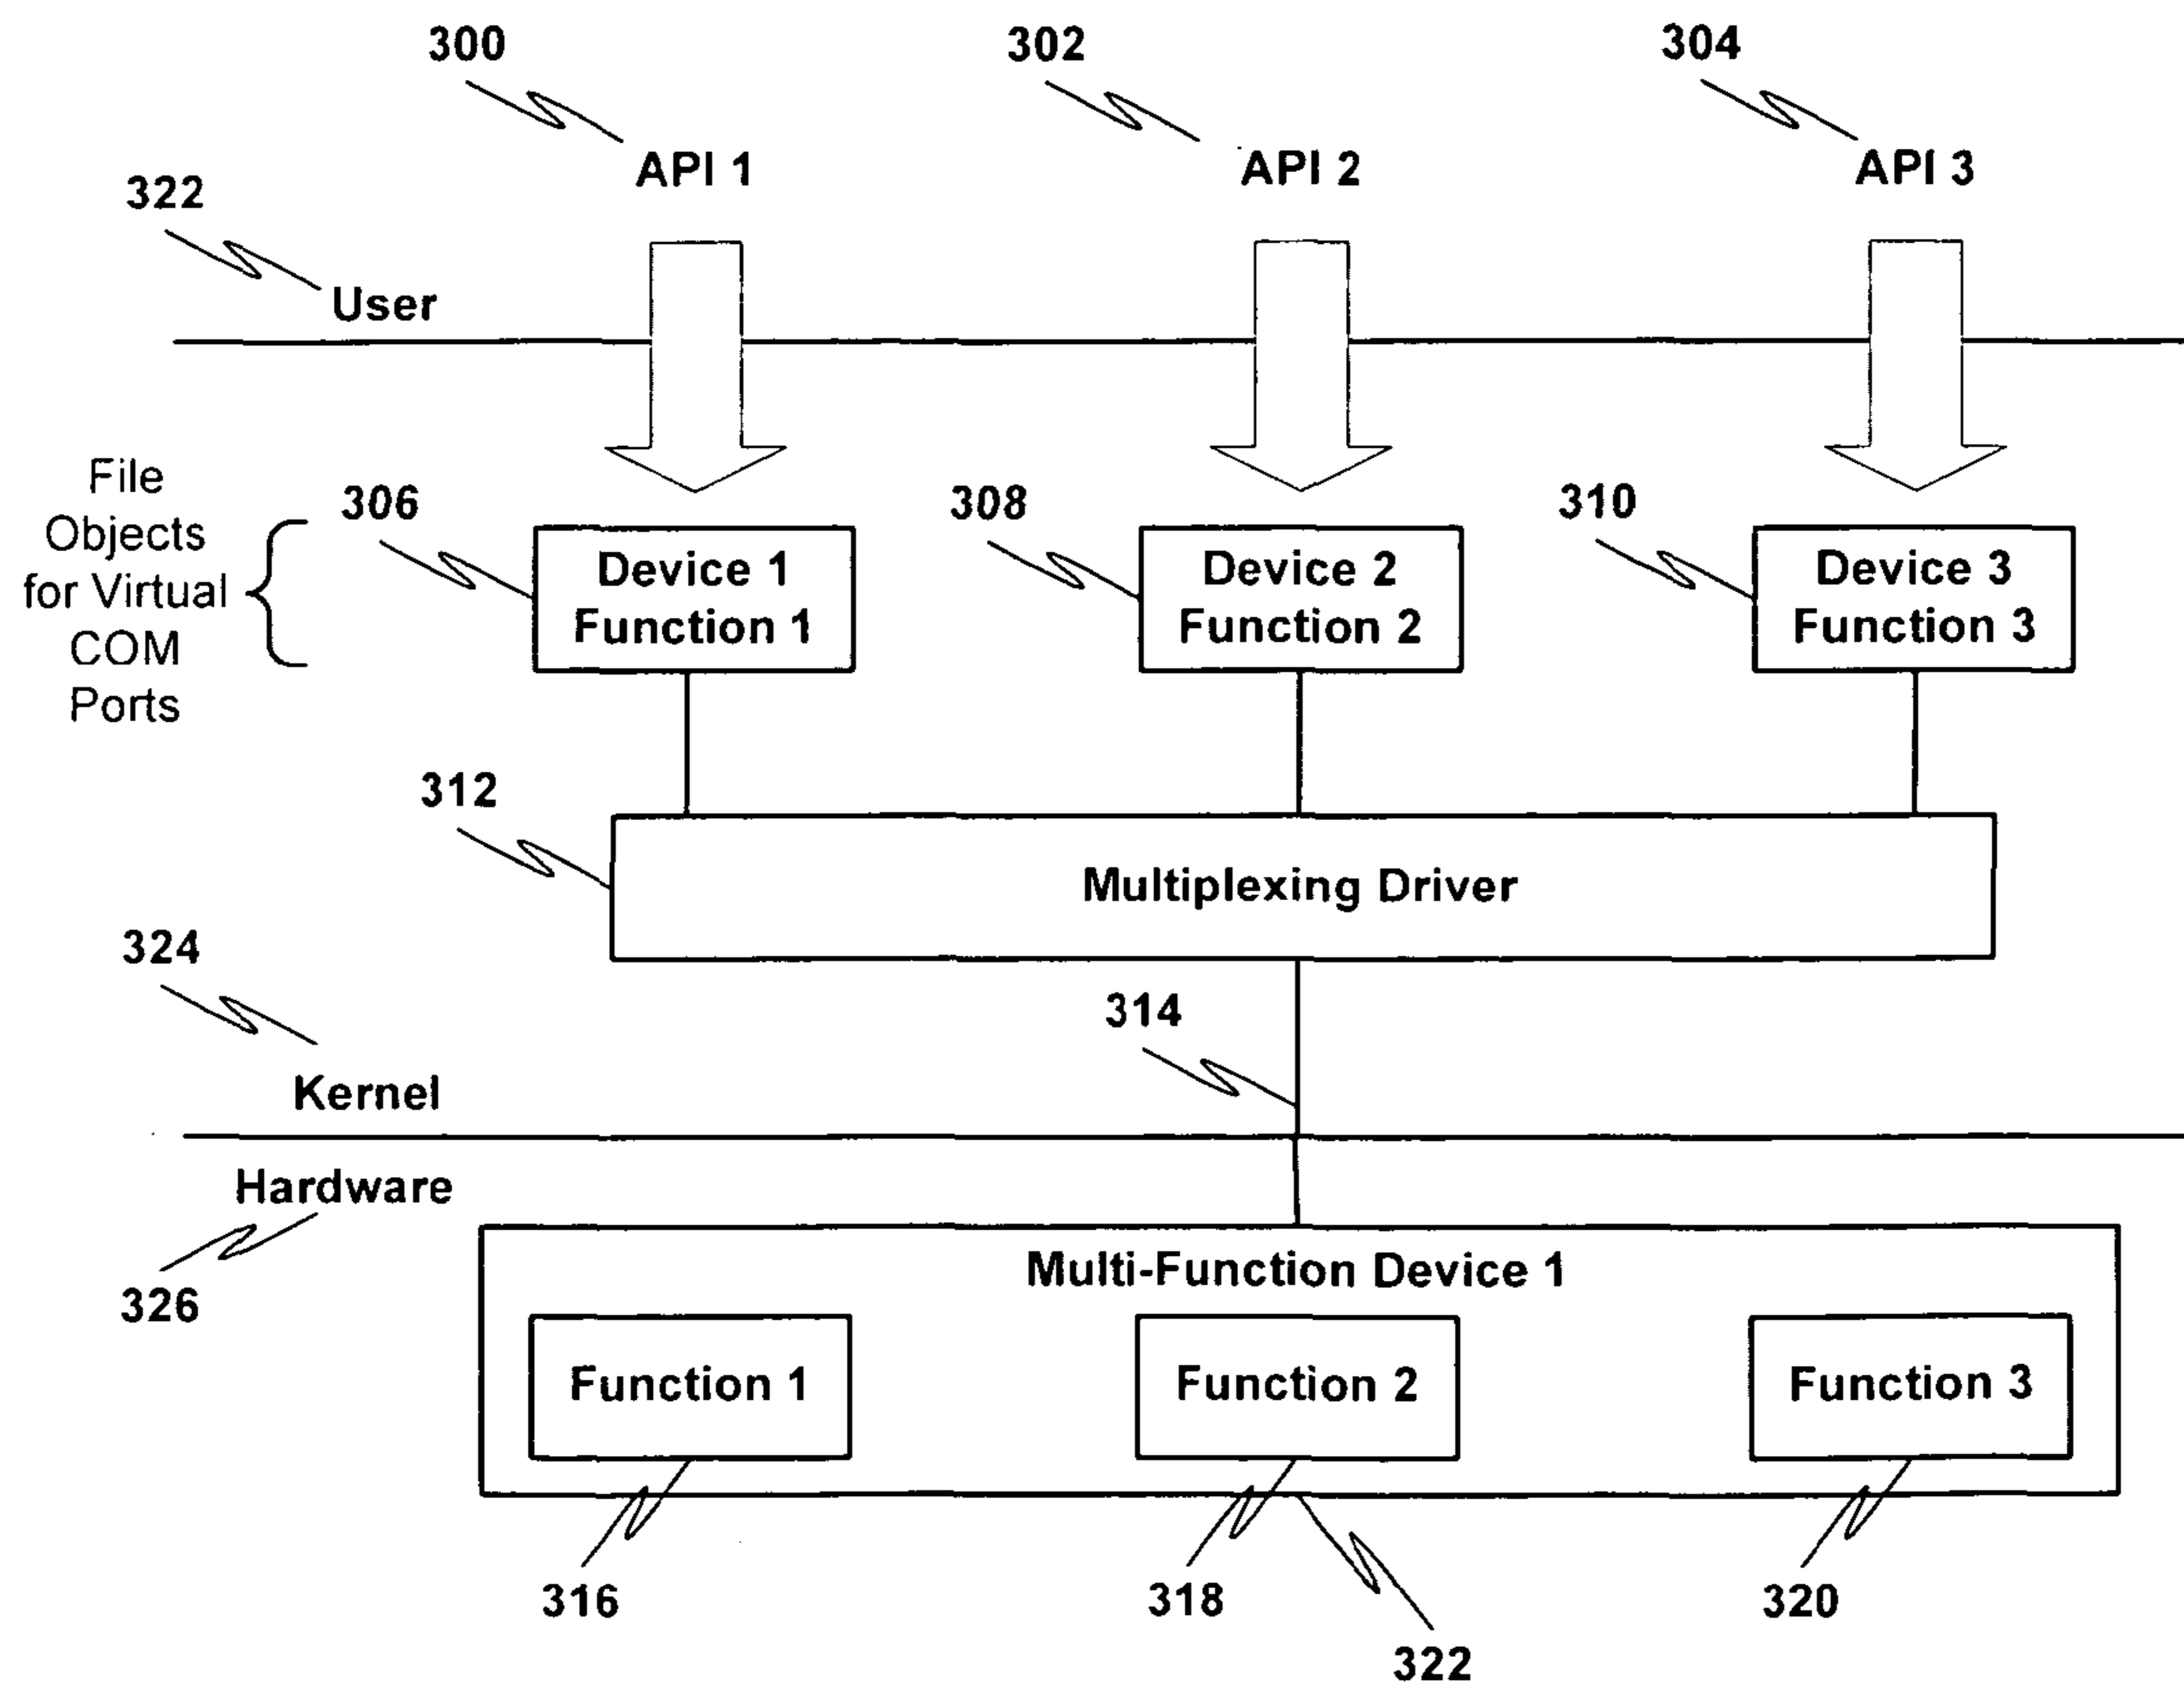 300
302
304
API 1
API 2
API 3
322
User
File
Objects
for Virtual
COM
Ports
306
308
310
Device 1
Function 1
Device 2
Function 2
Device 3
Function 3
312
Multiplexing Driver
324
314
Kernel
Hardware
326
Multi-Function Device 1
Function 1
Function 2
Function 3
316
318
320
322